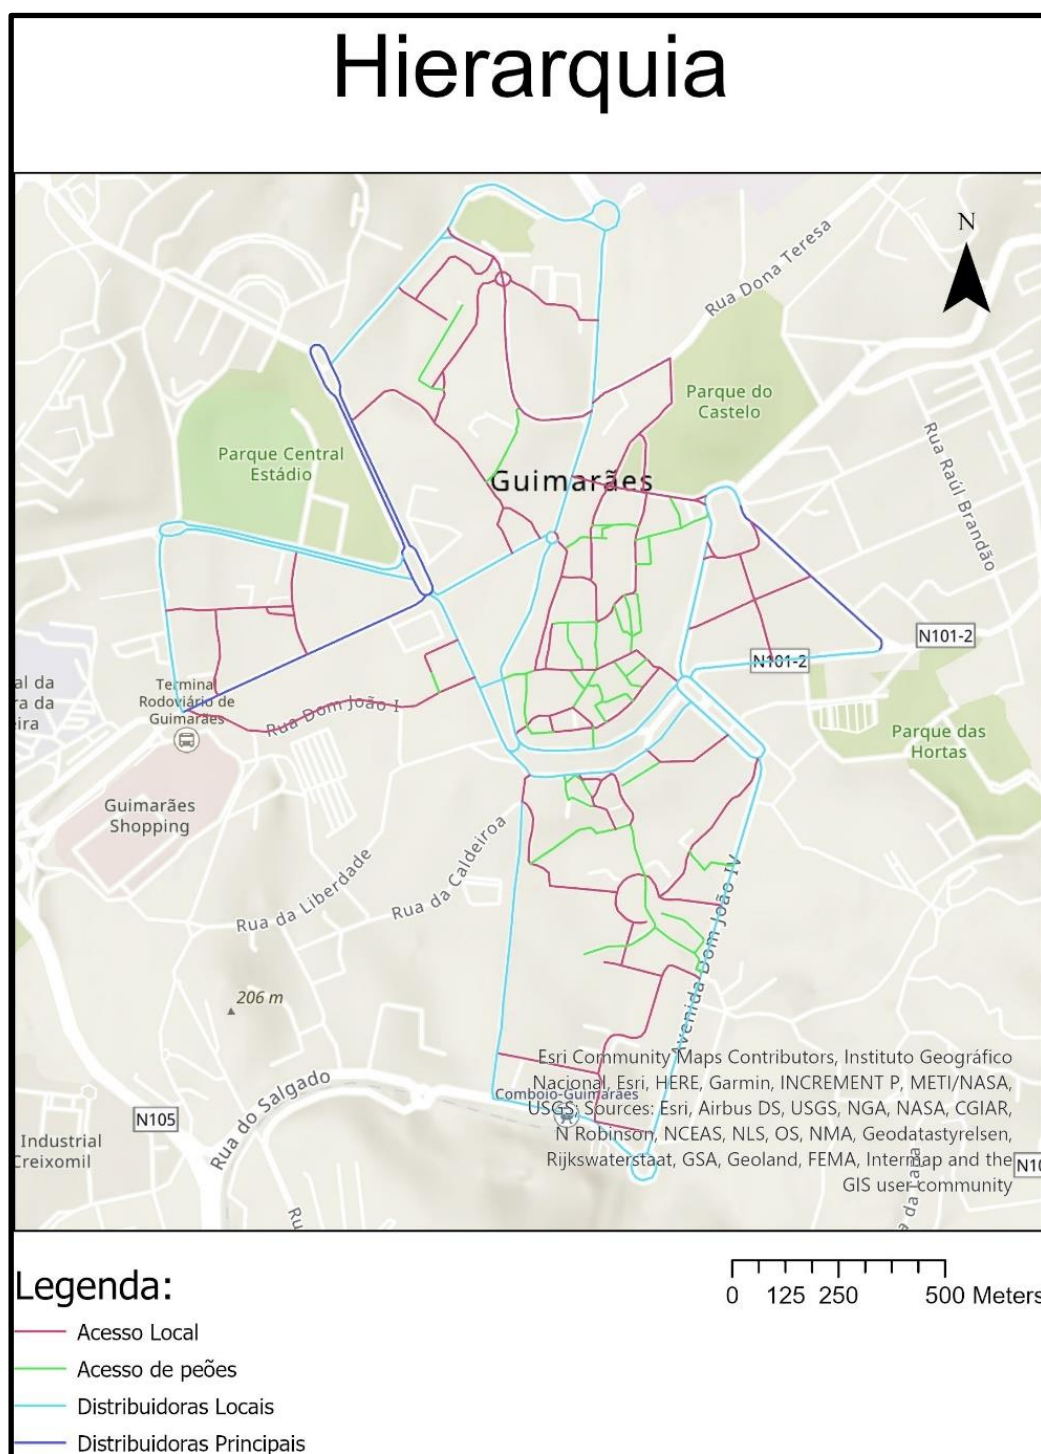 Hierarquia
N
Rua Dona Teresa
Parque do
Castelo
Rua Raúl Brandão
Parque Central
Estádio
Guimarães
N101-2
N101-2
Terminal
Rodoviário de
Guimarães
Rua Dom João I
Parque das
Hortas
Guimarães
Shopping
Rua da Liberdade
Rua da Caldeiroa
Avenida Dom João IV
206 m
Esri Community Maps Contributors, Instituto Geográfico
Nacional, Esri, HERE, Garmin, INCREMENT P, METI/NASA,
USGS; Sources: Esri, Airbus DS, USGS, NGA, NASA, CGIAR,
N Robinson, NCEAS, NLS, OS, NMA, Geodatastyrelsen,
Rijkswaterstaat, GSA, Geoland, FEMA, Intermap and the
GIS user community
Comboio-Guimarães
N105
Rua do Salgado
Industrial
Creixomil
Legenda:
0 125 250 500 Meters
Acesso Local
Acesso de peões
Distribuidoras Locais
Distribuidoras Principais